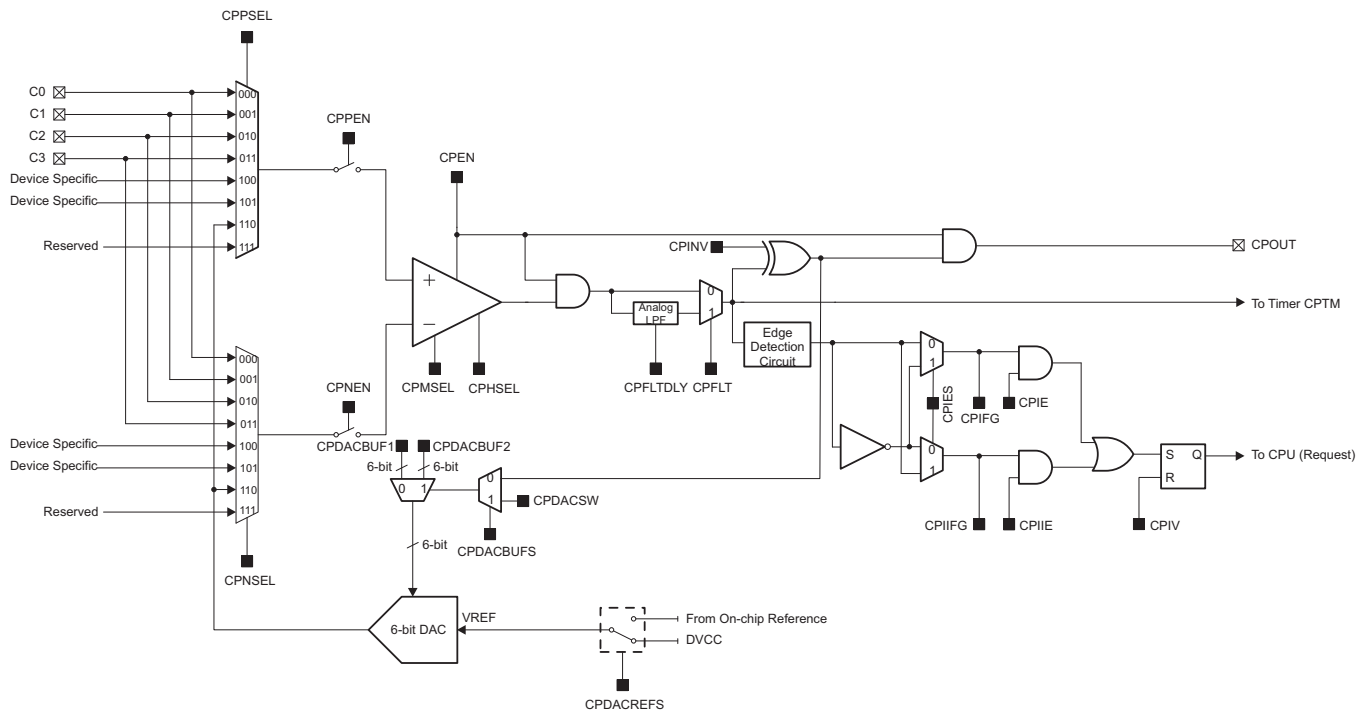 CPPSEL
C0
000
C1
001
C2
010
C3
011
Device Specific
100
Device Specific
101
110
Reserved
111
CPPEN
CPEN
CPINV
CPOUT
+
−
0
1
Analog
LPF
To Timer CPTM
Edge
Detection
Circuit
CPMSEL
CPHSEL
CPFLTDLY
CPFLT
0
1
CPIES
CPIFG
CPIE
0
1
CPIIFG
CPIIE
S
Q
R
To CPU (Request)
CPIV
000
001
010
011
Device Specific
100
Device Specific
101
110
Reserved
111
CPNSEL
CPNEN
CPDACBUF1
CPDACBUF2
6-bit
6-bit
0
1
0
1
CPDACSW
CPDACBUFS
6-bit
6-bit DAC
VREF
From On-chip Reference
DVCC
CPDACREFS